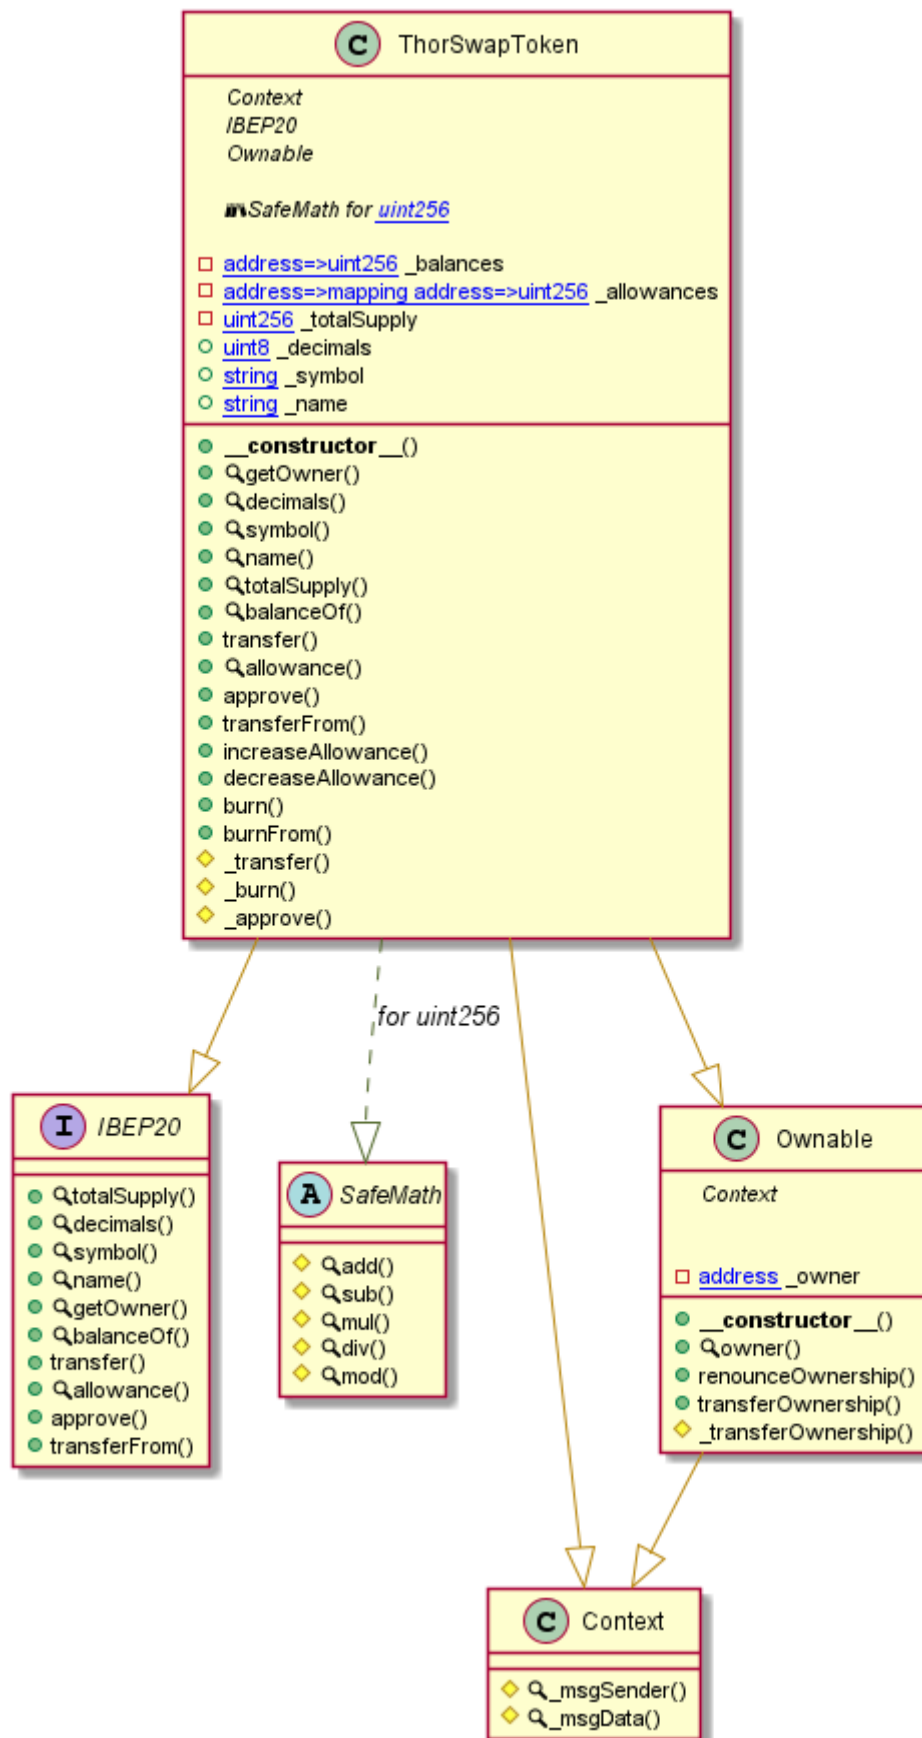 C ThorSwapToken
Context
IBEP20
Ownable
SafeMath for uint256
address=>uint256 _balances
address=>mapping address=>uint256 _allowances
uint256 _totalSupply
uint8 _decimals
string _symbol
string _name
__constructor__()
getOwner()
decimals()
symbol()
name()
totalSupply()
balanceOf()
transfer()
allowance()
approve()
transferFrom()
increaseAllowance()
decreaseAllowance()
burn()
burnFrom()
_transfer()
_burn()
_approve()
for uint256
I IBEP20
totalSupply()
decimals()
symbol()
name()
getOwner()
balanceOf()
transfer()
allowance()
approve()
transferFrom()
A SafeMath
add()
sub()
mul()
div()
mod()
C Ownable
Context
address _owner
__constructor__()
owner()
renounceOwnership()
transferOwnership()
_transferOwnership()
C Context
_msgSender()
_msgData()